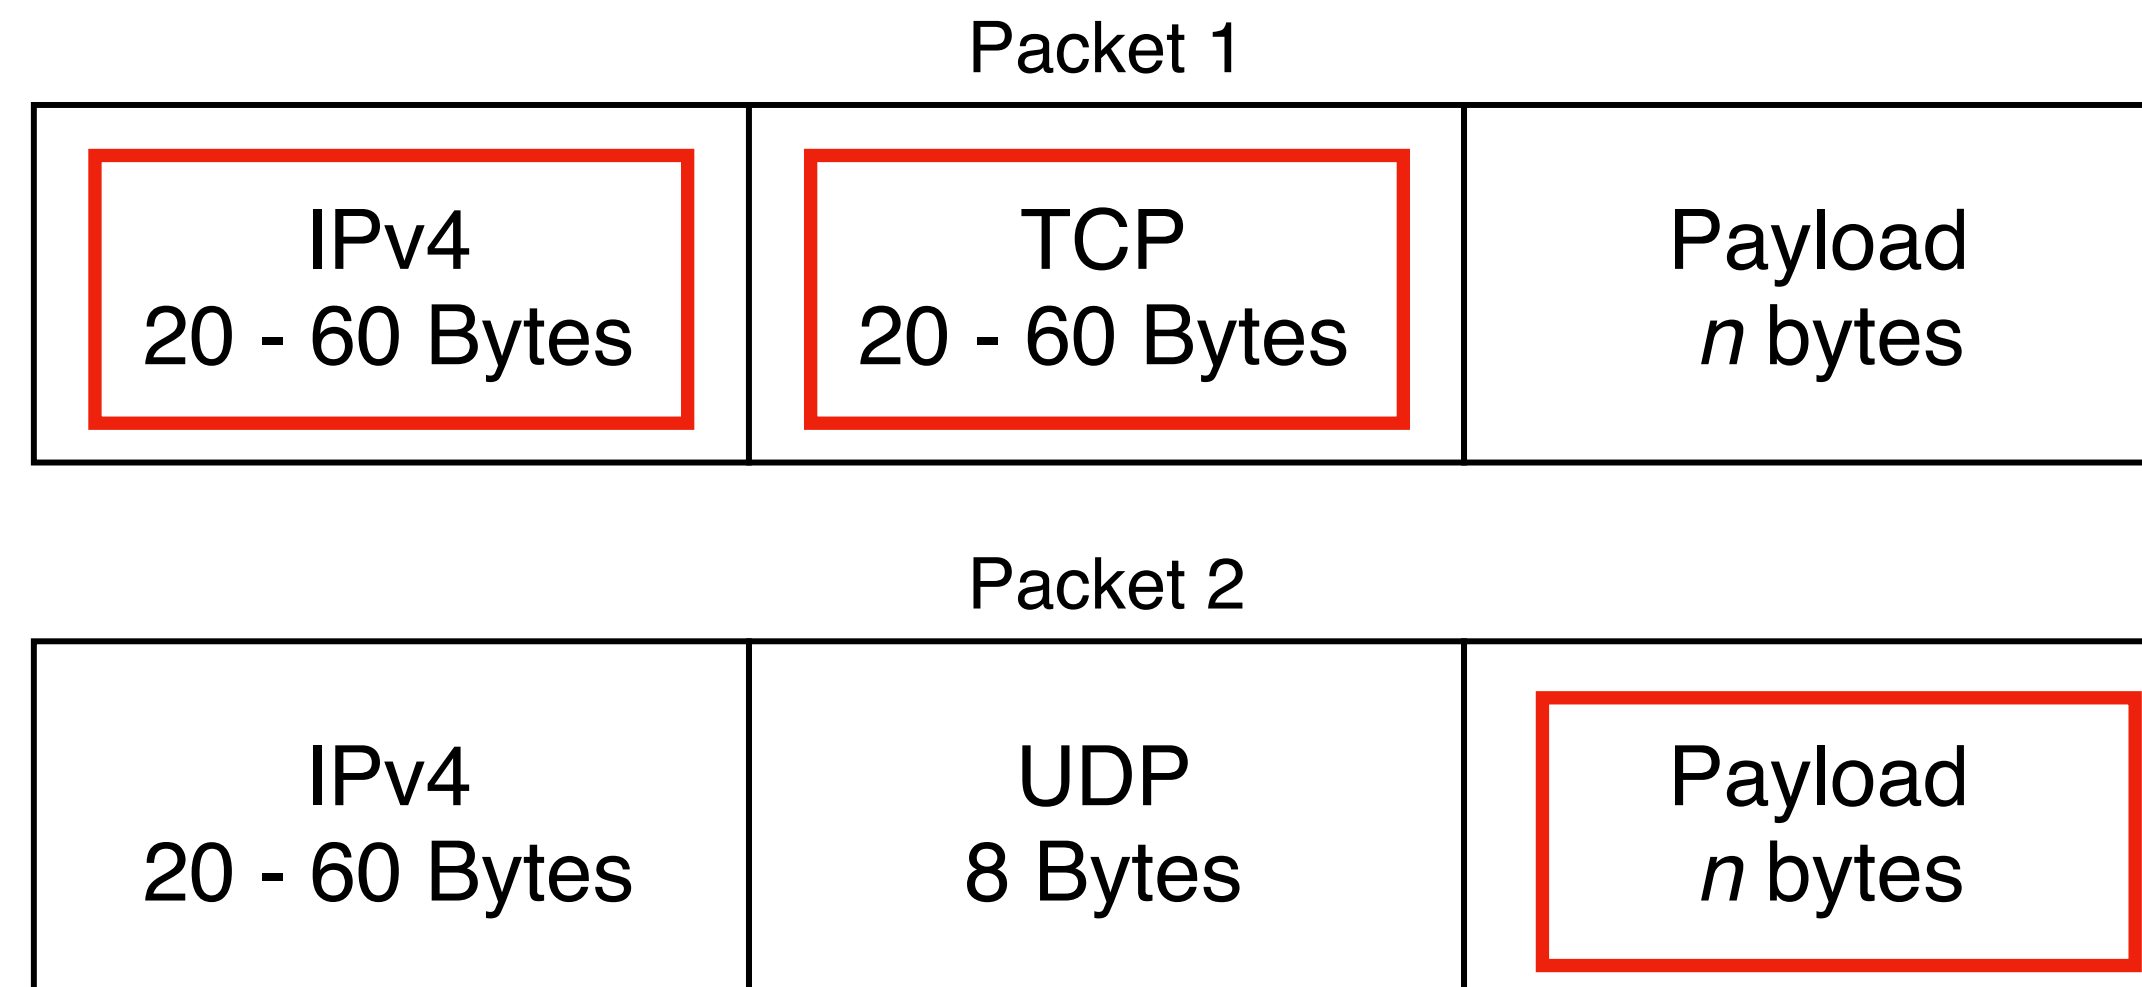 Packet 1
IPv4
20 - 60 Bytes
TCP
20 - 60 Bytes
Payload
n bytes
Packet 2
IPv4
20 - 60 Bytes
UDP
8 Bytes
Payload
n bytes